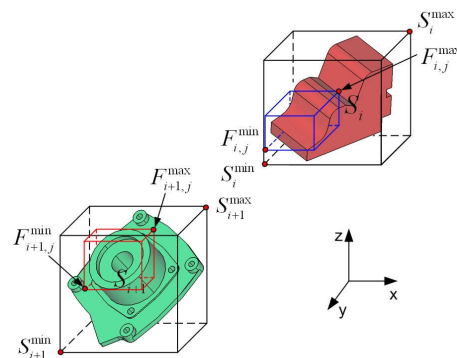 S_i^max
F_{i,j}^max
S_i
F_{i,j}^min
S_i^min
F_{i+1,j}^max
S_{i+1}^max
F_{i+1,j}^min
S_{i+1}
S_{i+1}^min
z
x
y